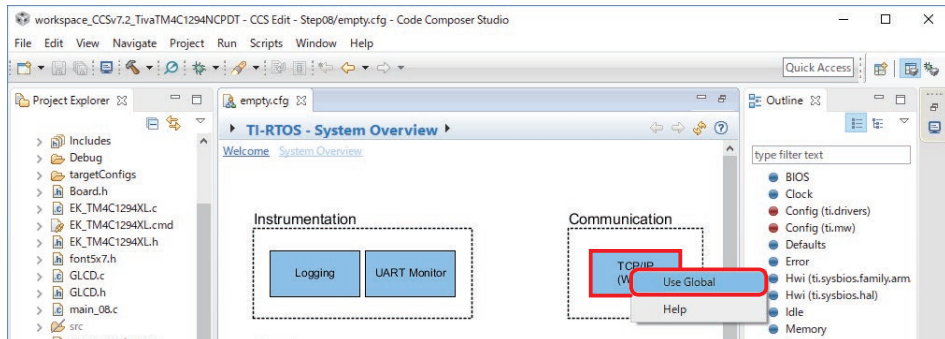 workspace_CCSv7.2_TivaTM4C1294NCPDT - CCS Edit - Step08/empty.cfg - Code Composer Studio
File Edit View Navigate Project Run Scripts Window Help
Quick Access
Project Explorer
Includes
Debug
targetConfigs
Board.h
EK_TM4C1294XL.c
EK_TM4C1294XL.cmd
EK_TM4C1294XL.h
font5x7.h
GLCD.c
GLCD.h
main_08.c
src
empty.cfg
TI-RTOS - System Overview
Welcome System Overview
Instrumentation
Logging
UART Monitor
Communication
TCP/IP
(W
Use Global
Help
Outline
type filter text
BIOS
Clock
Config (ti.drivers)
Config (ti.mw)
Defaults
Error
Hwi (ti.sysbios.family.arm.
Hwi (ti.sysbios.hal)
Idle
Memory